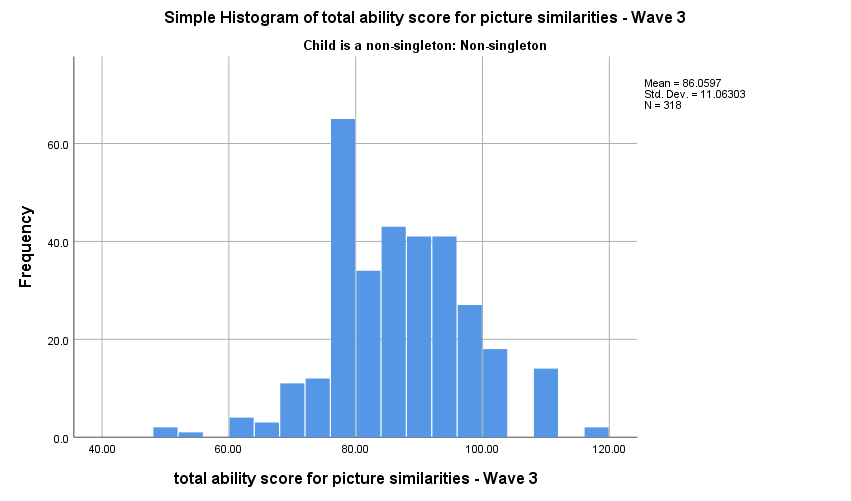 Simple Histogram of total ability score for picture similarities - Wave 3
Child is a non-singleton: Non-singleton
Mean = 86.0597
Std. Dev. = 11.06303
N = 318
Frequency
60.0
40.0
20.0
0.0
40.00 60.00 80.00 100.00 120.00
total ability score for picture similarities - Wave 3